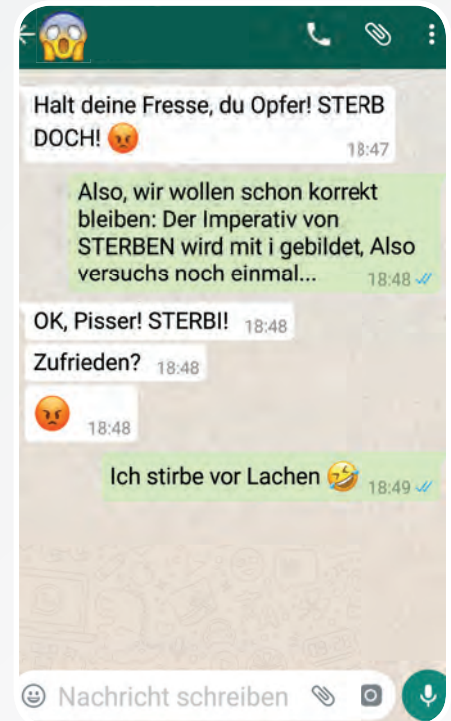 Halt deine Fresse, du Opfer! STERB
DOCH! 😡
18:47
Also, wir wollen schon korrekt
bleiben: Der Imperativ von
STERBEN wird mit i gebildet, Also
versuchs noch einmal... 18:48
OK, Pisser! STERBI! 18:48
Zufrieden? 18:48
😡 18:48
Ich stirbe vor Lachen 🤣 18:49
Nachricht schreiben